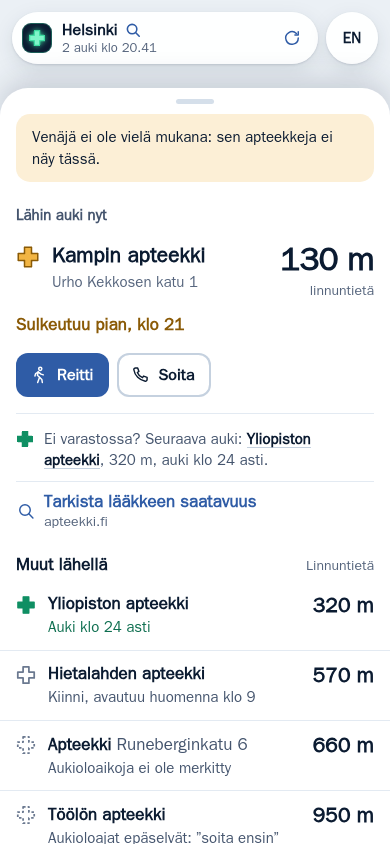 Helsinki
2 auki klo 20.41
EN
Venäjä ei ole vielä mukana: sen apteekkeja ei
näy tässä.
Lähin auki nyt
Kampin apteekki
130 m
Urho Kekkosen katu 1
linnuntietä
Sulkeutuu pian, klo 21
Reitti
Soita
Ei varastossa? Seuraava auki: Yliopiston
apteekki, 320 m, auki klo 24 asti.
Tarkista lääkkeen saatavuus
apteekki.fi
Muut lähellä
Linnuntietä
Yliopiston apteekki
320 m
Auki klo 24 asti
Hietalahden apteekki
570 m
Kiinni, avautuu huomenna klo 9
Apteekki Runeberginkatu 6
660 m
Aukioloaikoja ei ole merkitty
Töölön apteekki
950 m
Aukioloajat epäselvät: ”soita ensin”